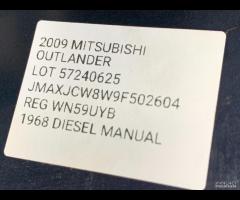 2009 MITSUBISHI
OUTLANDER
LOT 57240625
JMAXJCW8W9F502604
REG WN59UYB
1968 DIESEL MANUAL